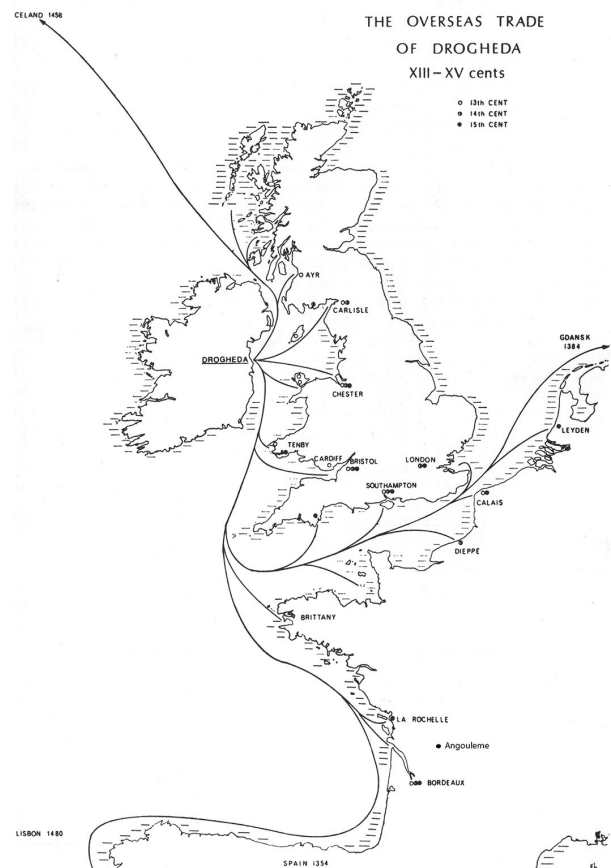 CELAND 1458
THE OVERSEAS TRADE
OF DROGHEDA
XIII–XV cents
13th CENT
14th CENT
15th CENT
AYR
CARLISLE
DROGHEDA
GDANSK
1384
CHESTER
LEYDEN
TENBY
CARDIFF
BRISTOL
LONDON
SOUTHAMPTON
CALAIS
DIEPPE
BRITTANY
LA ROCHELLE
Angouleme
BORDEAUX
LISBON 1480
SPAIN 1354